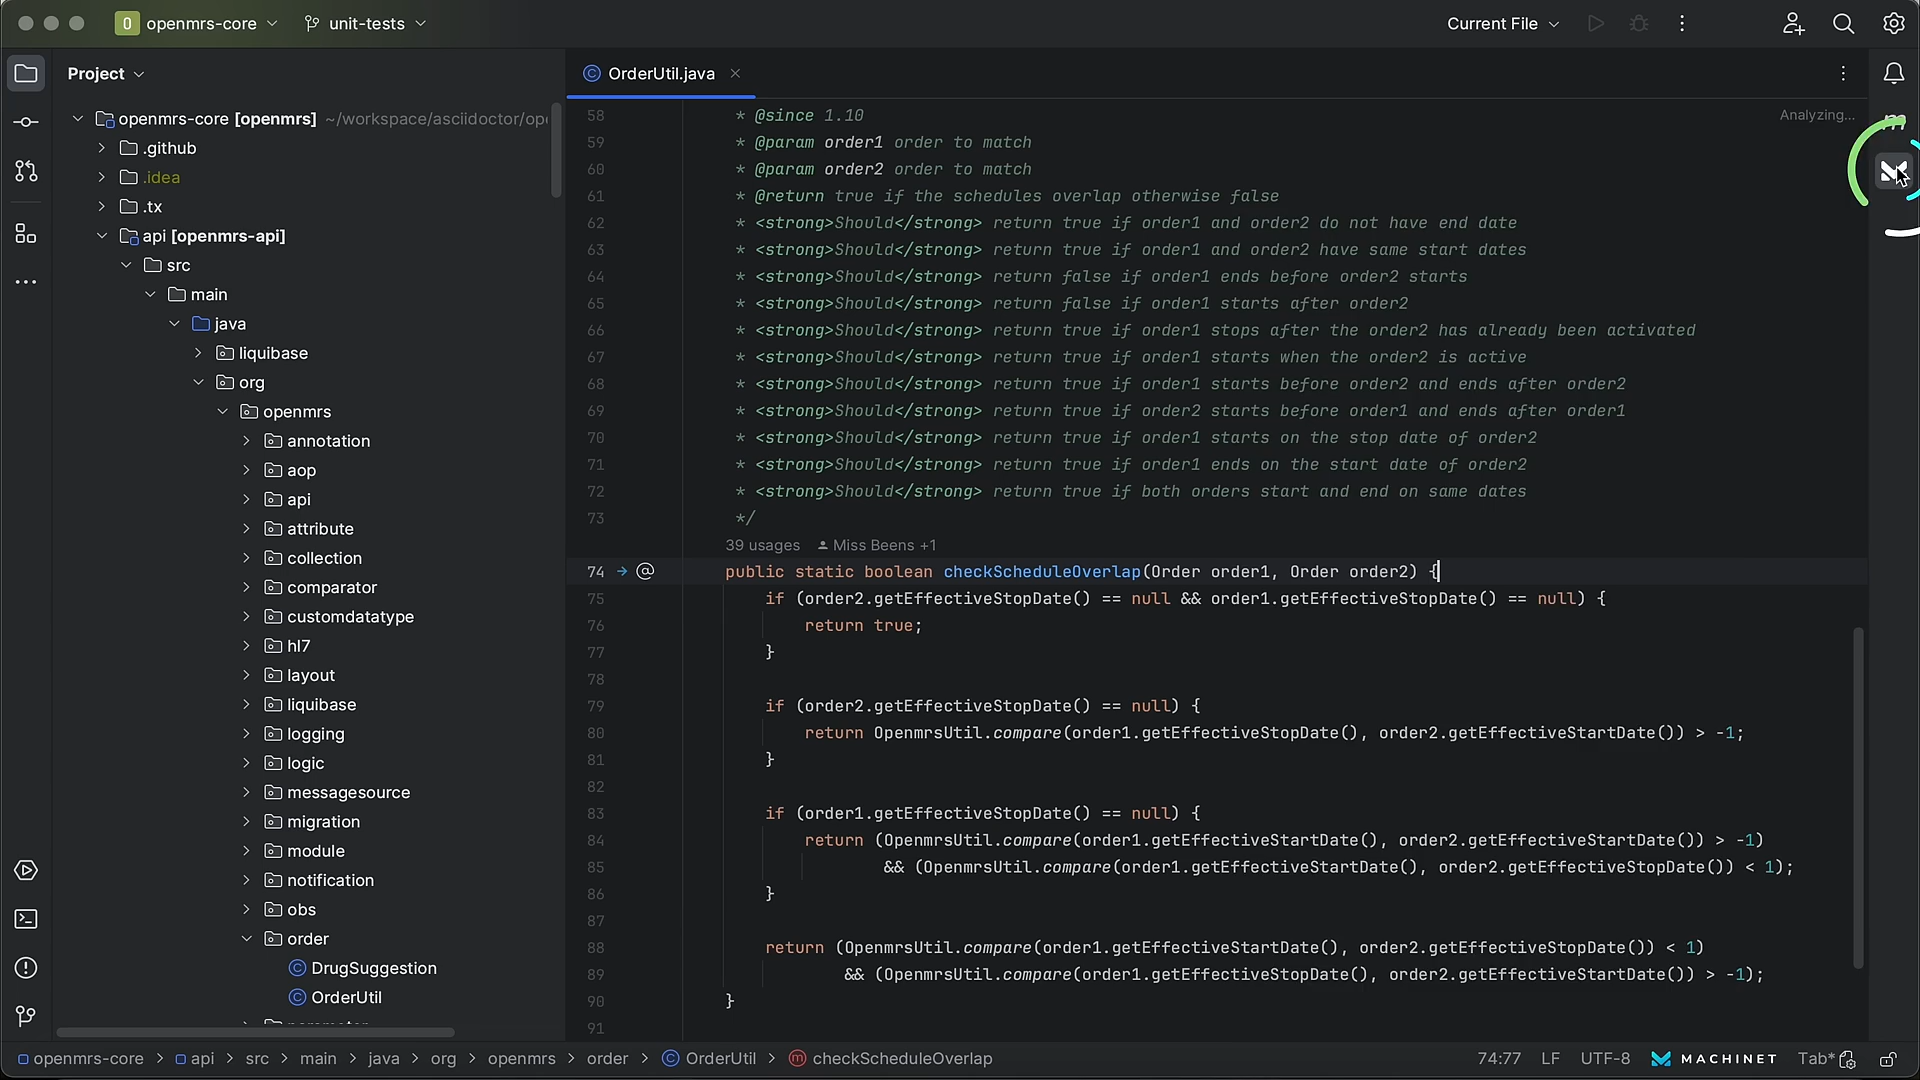 0 openmrs-core unit-tests Current File
Project
OrderUtil.java
openmrs-core [openmrs] ~/workspace/asciidoctor/ope
.github
.idea
.tx
api [openmrs-api]
src
main
java
liquibase
org
openmrs
annotation
aop
api
attribute
collection
comparator
customdatatype
hl7
layout
liquibase
logging
logic
messagesource
migration
module
notification
obs
order
DrugSuggestion
OrderUtil
Analyzing...
m
58 * @since 1.10
59 * @param order1 order to match
60 * @param order2 order to match
61 * @return true if the schedules overlap otherwise false
62 * <strong>Should</strong> return true if order1 and order2 do not have end date
63 * <strong>Should</strong> return true if order1 and order2 have same start dates
64 * <strong>Should</strong> return false if order1 ends before order2 starts
65 * <strong>Should</strong> return false if order1 starts after order2
66 * <strong>Should</strong> return true if order1 stops after the order2 has already been activated
67 * <strong>Should</strong> return true if order1 starts when the order2 is active
68 * <strong>Should</strong> return true if order1 starts before order2 and ends after order2
69 * <strong>Should</strong> return true if order2 starts before order1 and ends after order1
70 * <strong>Should</strong> return true if order1 starts on the stop date of order2
71 * <strong>Should</strong> return true if order1 ends on the start date of order2
72 * <strong>Should</strong> return true if both orders start and end on same dates
73 */
39 usages Miss Beens +1
74 public static boolean checkScheduleOverlap(Order order1, Order order2) {
75 if (order2.getEffectiveStopDate() == null && order1.getEffectiveStopDate() == null) {
76 return true;
77 }
78
79 if (order2.getEffectiveStopDate() == null) {
80 return OpenmrsUtil.compare(order1.getEffectiveStopDate(), order2.getEffectiveStartDate()) > -1;
81 }
82
83 if (order1.getEffectiveStopDate() == null) {
84 return (OpenmrsUtil.compare(order1.getEffectiveStartDate(), order2.getEffectiveStartDate()) > -1)
85 && (OpenmrsUtil.compare(order1.getEffectiveStartDate(), order2.getEffectiveStopDate()) < 1);
86 }
87
88 return (OpenmrsUtil.compare(order1.getEffectiveStartDate(), order2.getEffectiveStopDate()) < 1)
89 && (OpenmrsUtil.compare(order1.getEffectiveStopDate(), order2.getEffectiveStartDate()) > -1);
90 }
91
openmrs-core > api > src > main > java > org > openmrs > order > OrderUtil > checkScheduleOverlap 74:77 LF UTF-8 MACHINET Tab*